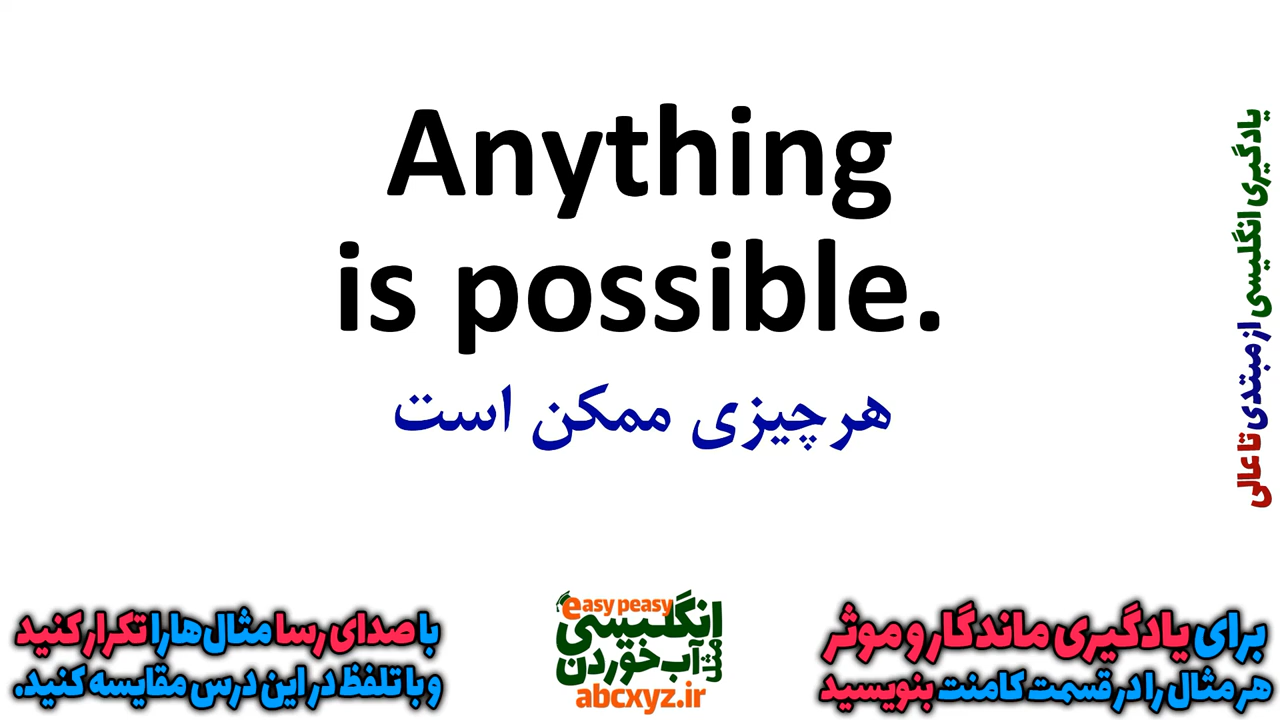 Anything
is possible.
هرچیزی ممکن است
یادگیری انگلیسی از مبتدی تا عالی
با صدای رسا مثال‌ها را تکرار کنید
و با تلفظ در این درس مقایسه کنید.
easy peasy
انگلیسی
مثل
آب خوردن
abcxyz.ir
برای یادگیری ماندگار و موثر
هر مثال را در قسمت کامنت بنویسید